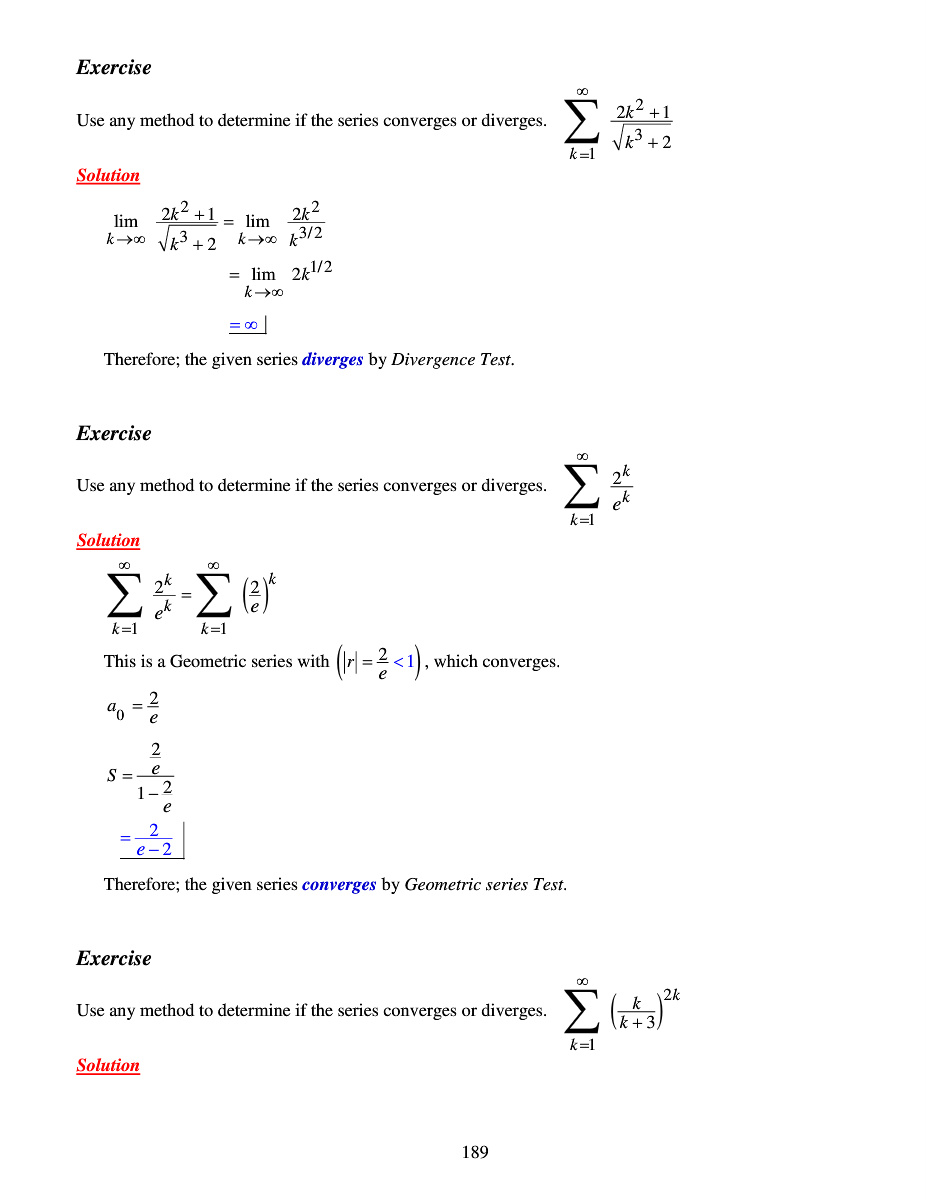 Exercise
Use any method to determine if the series converges or diverges. \sum_{k=1}^{\infty} \frac{2k^2+1}{\sqrt{k^3+2}}
Solution
\lim_{k \to \infty} \frac{2k^2+1}{\sqrt{k^3+2}} = \lim_{k \to \infty} \frac{2k^2}{k^{3/2}}
= \lim_{k \to \infty} 2k^{1/2}
= \infty
Therefore; the given series diverges by Divergence Test.
Exercise
Use any method to determine if the series converges or diverges. \sum_{k=1}^{\infty} \frac{2^k}{e^k}
Solution
\sum_{k=1}^{\infty} \frac{2^k}{e^k} = \sum_{k=1}^{\infty} \left(\frac{2}{e}\right)^k
This is a Geometric series with \left(|r| = \frac{2}{e} < 1\right), which converges.
a_0 = \frac{2}{e}
S = \frac{\frac{2}{e}}{1-\frac{2}{e}}
= \frac{2}{e-2}
Therefore; the given series converges by Geometric series Test.
Exercise
Use any method to determine if the series converges or diverges. \sum_{k=1}^{\infty} \left(\frac{k}{k+3}\right)^{2k}
Solution
189